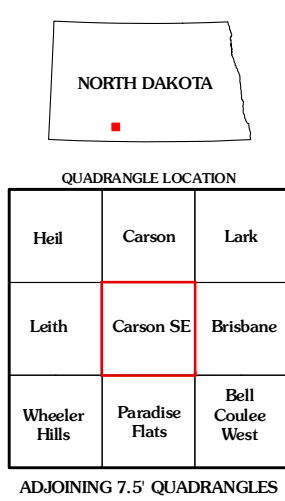 NORTH DAKOTA
QUADRANGLE LOCATION
Heil
Carson
Lark
Leith
Carson SE
Brisbane
Wheeler
Hills
Paradise
Flats
Bell
Coulee
West
ADJOINING 7.5' QUADRANGLES